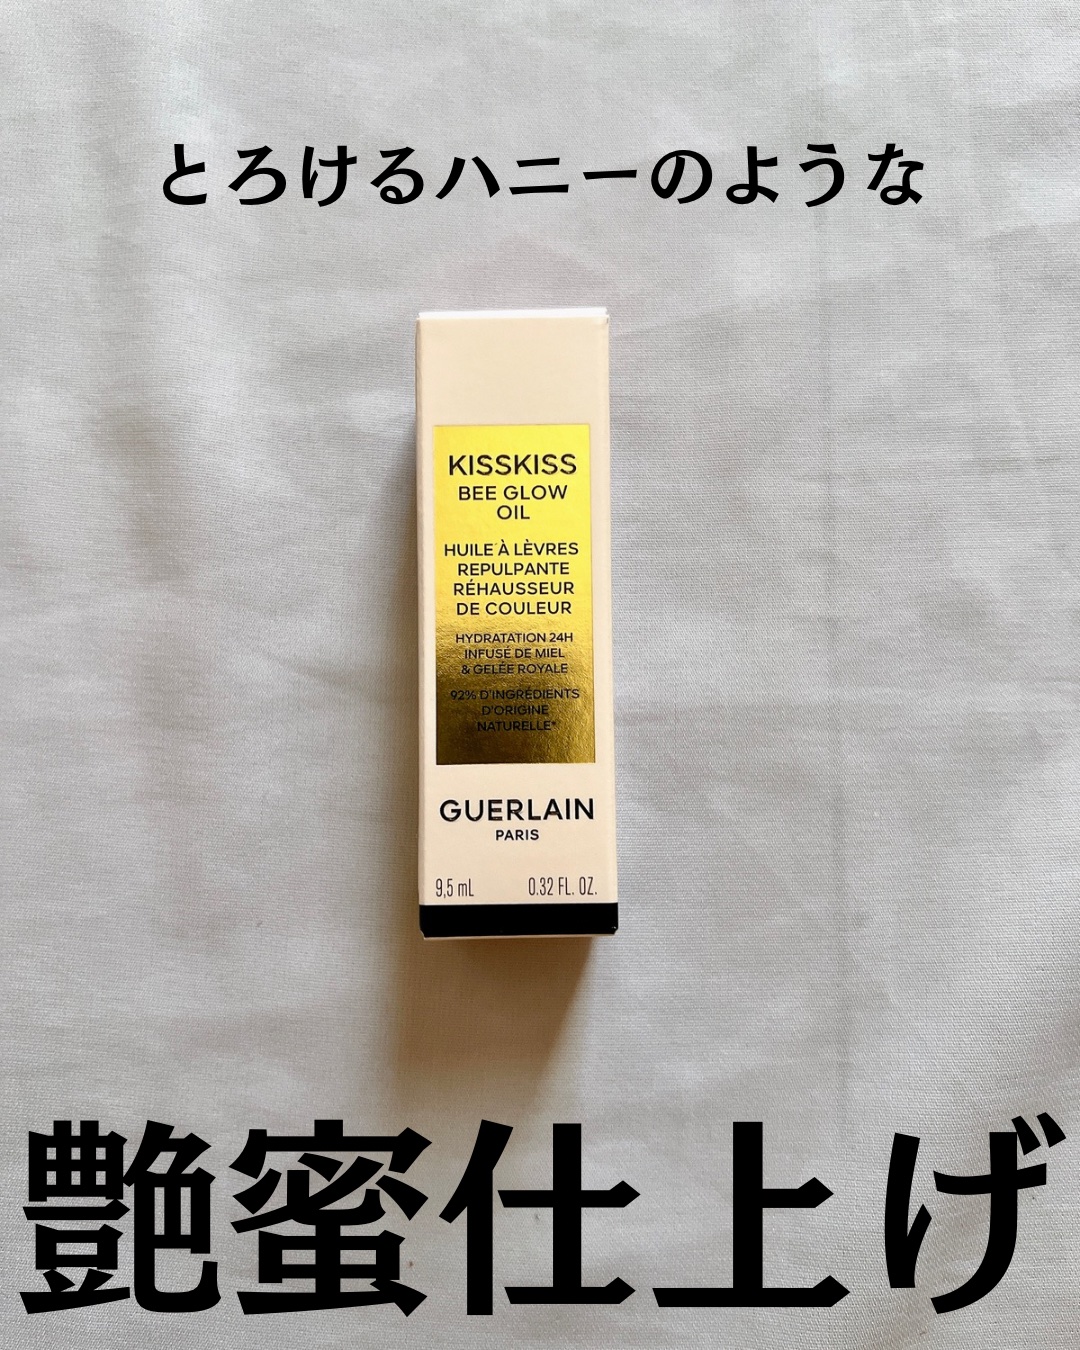 とろけるハニーのような
KISSKISS
BEE GLOW
OIL
HUILE À LÈVRES
REPULPANTE
RÉHAUSSEUR
DE COULEUR
HYDRATATION 24H
INFUSÉ DE MIEL
& GELÉE ROYALE
92% D'INGRÉDIENTS
D'ORIGINE
NATURELLE*
GUERLAIN
PARIS
9,5 mL 0.32 FL. OZ.
艶蜜仕上げ